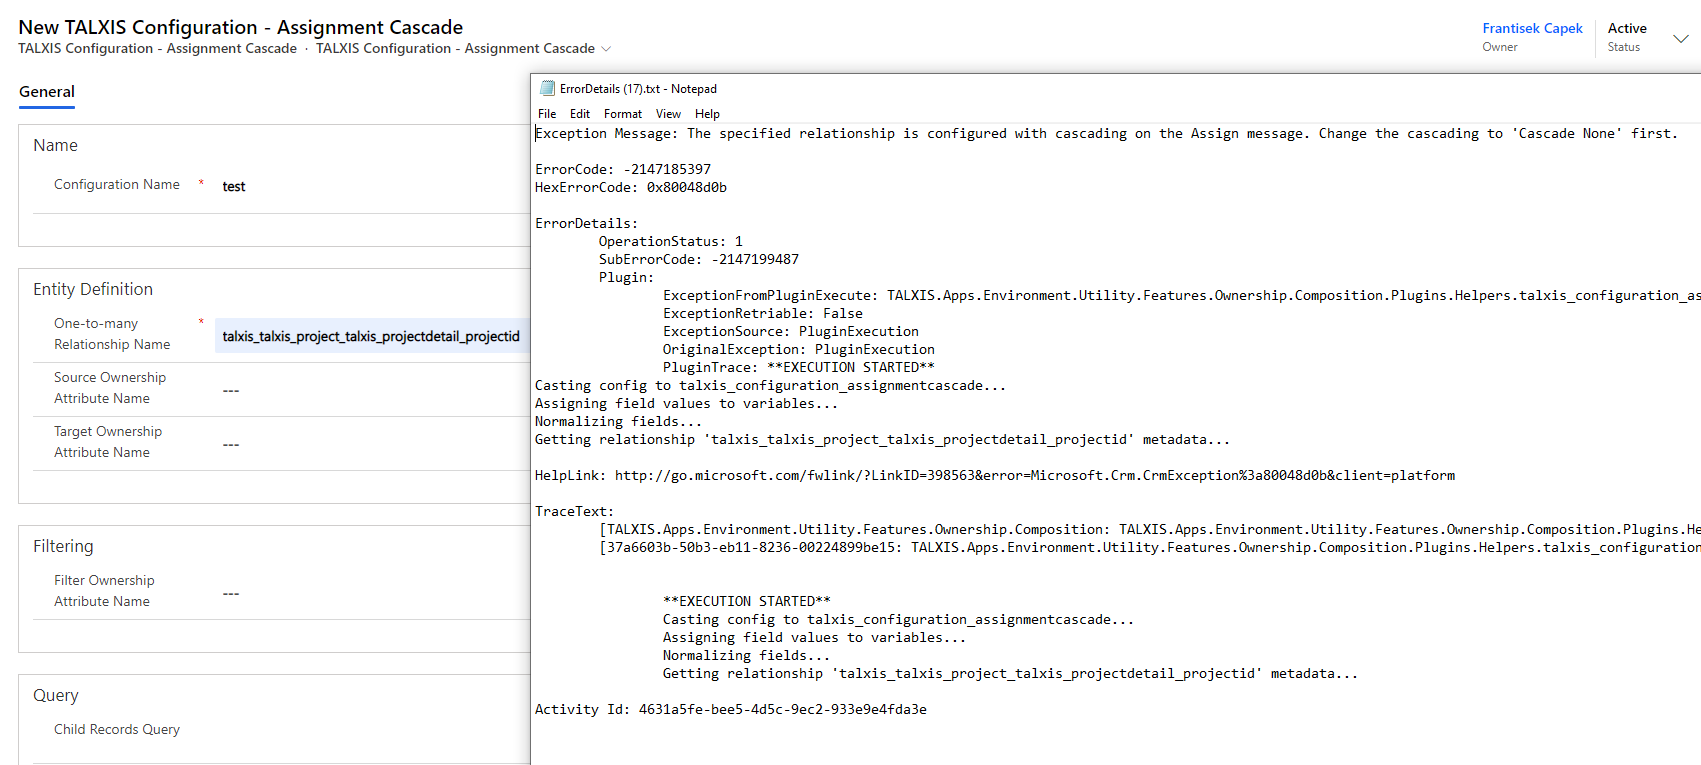 New TALXIS Configuration - Assignment Cascade
TALXIS Configuration - Assignment Cascade · TALXIS Configuration - Assignment Cascade
Frantisek Capek
Owner
Active
Status
General
Name
Configuration Name * test
Entity Definition
One-to-many
Relationship Name * talxis_talxis_project_talxis_projectdetail_projectid
Source Ownership
Attribute Name ---
Target Ownership
Attribute Name ---
Filtering
Filter Ownership
Attribute Name ---
Query
Child Records Query
ErrorDetails (17).txt - Notepad
File Edit Format View Help
Exception Message: The specified relationship is configured with cascading on the Assign message. Change the cascading to 'Cascade None' first.
ErrorCode: -2147185397
HexErrorCode: 0x80048d0b
ErrorDetails:
OperationStatus: 1
SubErrorCode: -2147199487
Plugin:
ExceptionFromPluginExecute: TALXIS.Apps.Environment.Utility.Features.Ownership.Composition.Plugins.Helpers.talxis_configuration_as
ExceptionRetriable: False
ExceptionSource: PluginExecution
OriginalException: PluginExecution
PluginTrace: **EXECUTION STARTED**
Casting config to talxis_configuration_assignmentcascade...
Assigning field values to variables...
Normalizing fields...
Getting relationship 'talxis_talxis_project_talxis_projectdetail_projectid' metadata...
HelpLink: http://go.microsoft.com/fwlink/?LinkID=398563&error=Microsoft.Crm.CrmException%3a80048d0b&client=platform
TraceText:
[TALXIS.Apps.Environment.Utility.Features.Ownership.Composition: TALXIS.Apps.Environment.Utility.Features.Ownership.Composition.Plugins.He
[37a6603b-50b3-eb11-8236-00224899be15: TALXIS.Apps.Environment.Utility.Features.Ownership.Composition.Plugins.Helpers.talxis_configuration
**EXECUTION STARTED**
Casting config to talxis_configuration_assignmentcascade...
Assigning field values to variables...
Normalizing fields...
Getting relationship 'talxis_talxis_project_talxis_projectdetail_projectid' metadata...
Activity Id: 4631a5fe-bee5-4d5c-9ec2-933e9e4fda3e